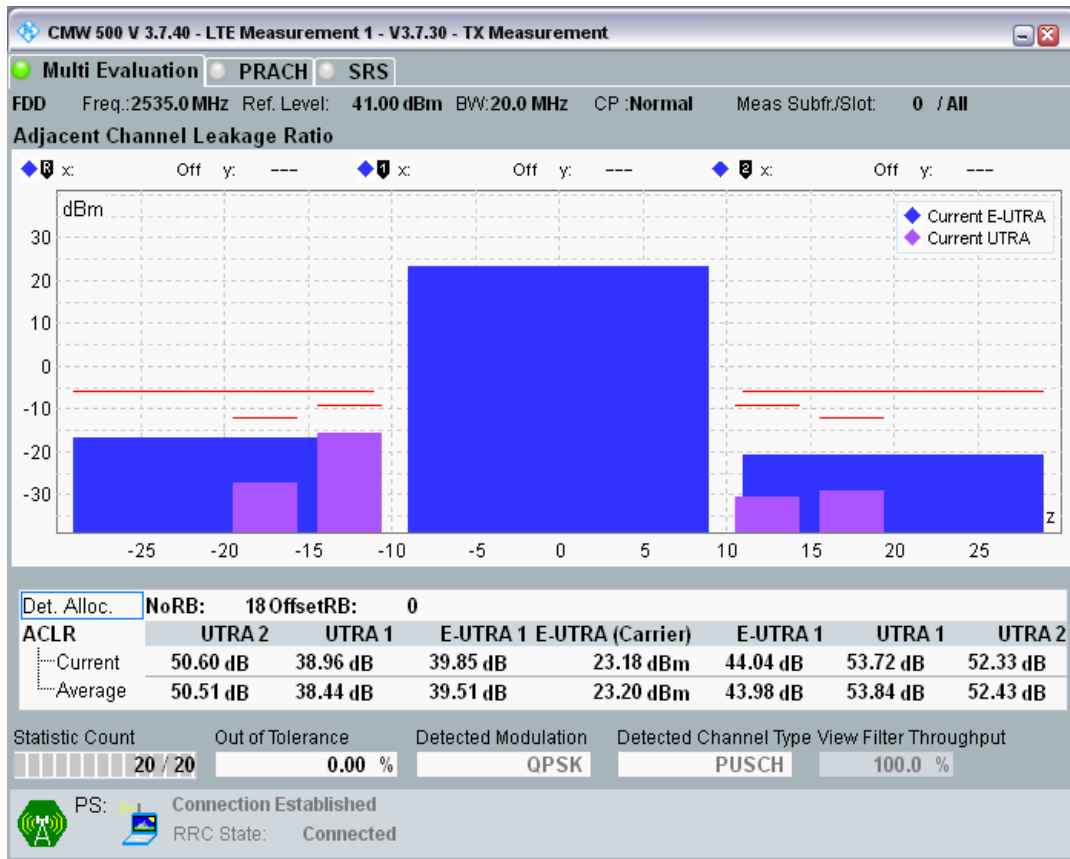 CMW 500 V 3.7.40 - LTE Measurement 1 - V3.7.30 - TX Measurement
Multi Evaluation PRACH SRS
FDD Freq.:2535.0 MHz Ref. Level: 41.00 dBm BW:20.0 MHz CP :Normal Meas Subfr./Slot: 0 / All
Adjacent Channel Leakage Ratio
R x: Off y: --- 1 x: Off y: --- 2 x: Off y: ---
dBm
Current E-UTRA
Current UTRA
30
20
10
0
-10
-20
-30
z
-25 -20 -15 -10 -5 0 5 10 15 20 25
Det. Alloc. NoRB: 18 OffsetRB: 0
ACLR UTRA 2 UTRA 1 E-UTRA 1 E-UTRA (Carrier) E-UTRA 1 UTRA 1 UTRA 2
Current 50.60 dB 38.96 dB 39.85 dB 23.18 dBm 44.04 dB 53.72 dB 52.33 dB
Average 50.51 dB 38.44 dB 39.51 dB 23.20 dBm 43.98 dB 53.84 dB 52.43 dB
Statistic Count Out of Tolerance Detected Modulation Detected Channel Type View Filter Throughput
20 / 20 0.00 % QPSK PUSCH 100.0 %
PS: Connection Established
RRC State: Connected